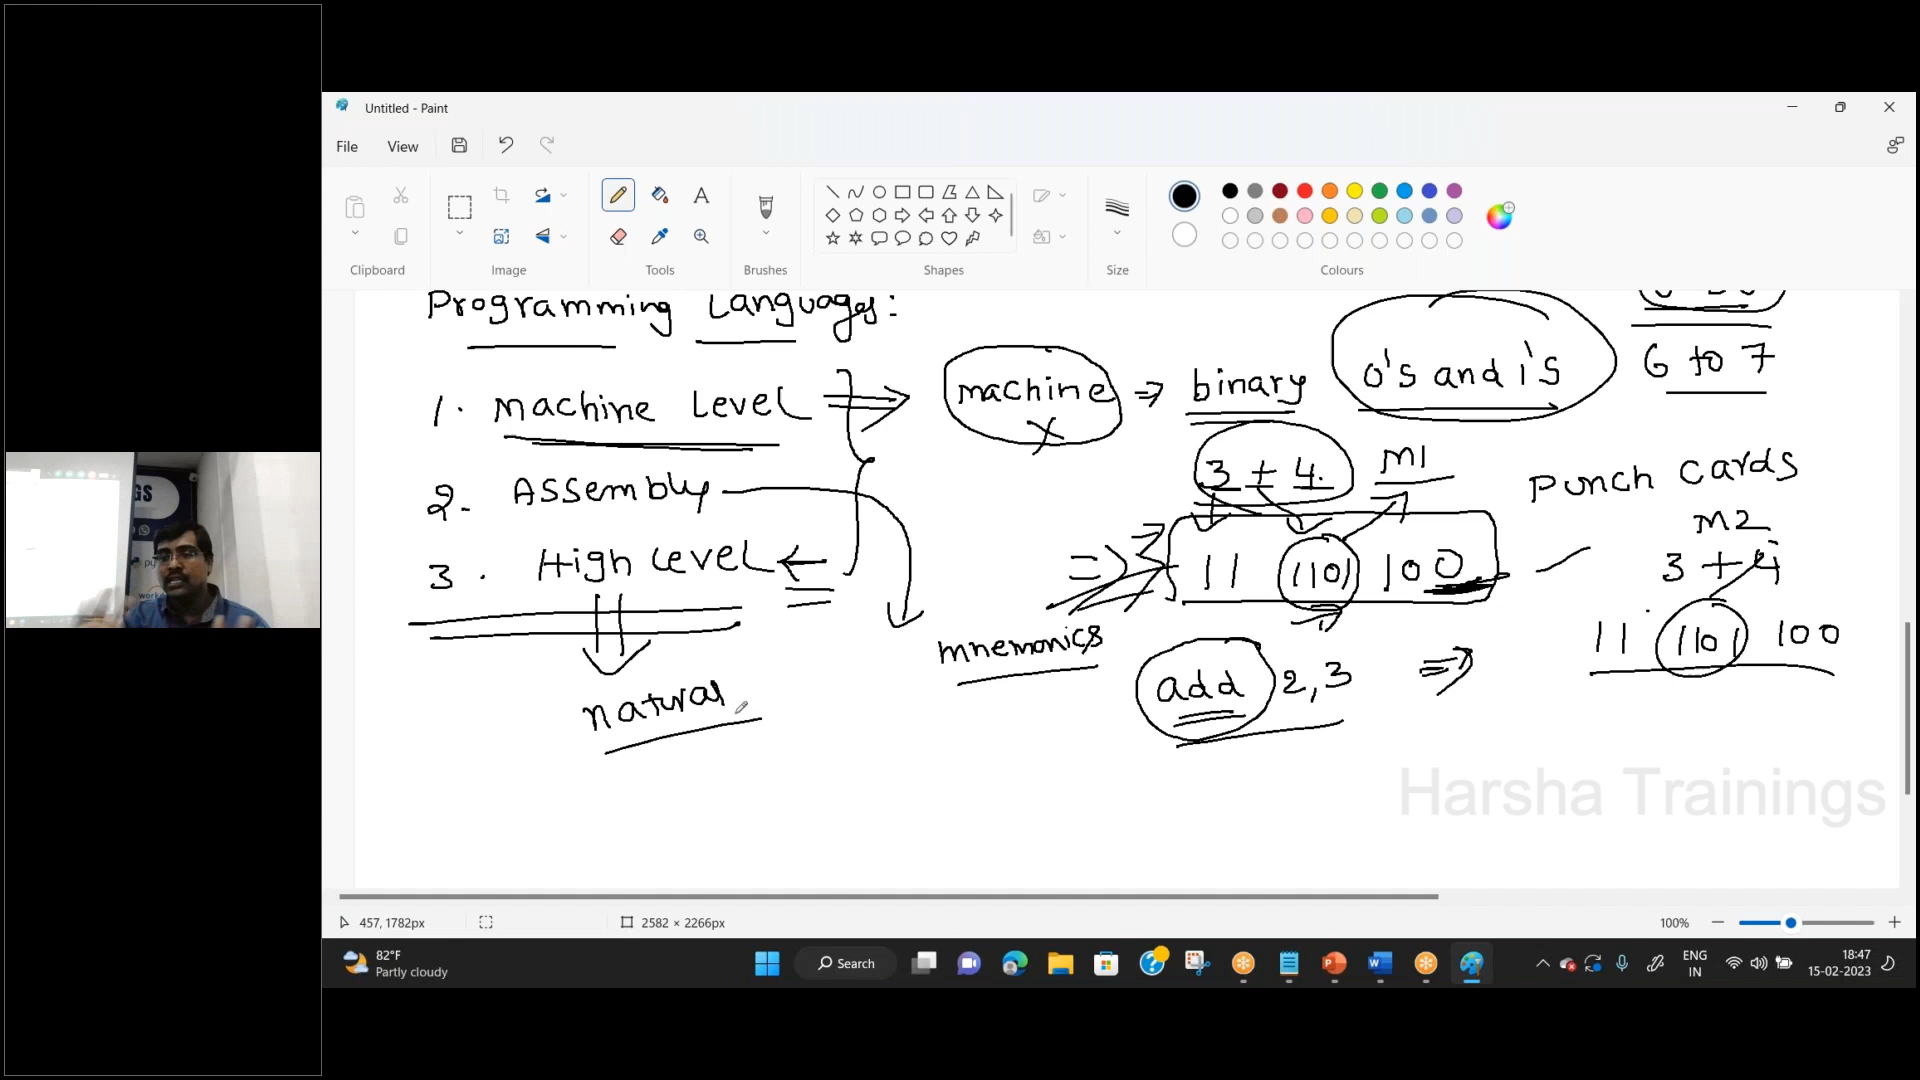 Untitled - Paint
File View
Clipboard Image Tools Brushes Shapes Size Colours
Programming Languages:
1. Machine Level ⇒ machine ⇒ binary 0's and 1's 6 to 7
x
3 + 4. M1
2. Assembly Punch Cards
M2
3. High Level ⇒ 11 1101 100 3 + 4
mnemonics 11 1101 100
add 2,3 ⇒
natural
Harsha Trainings
457, 1782px 2582 × 2266px 100%
82°F
Partly cloudy
Search
ENG
IN
18:47
15-02-2023
GS